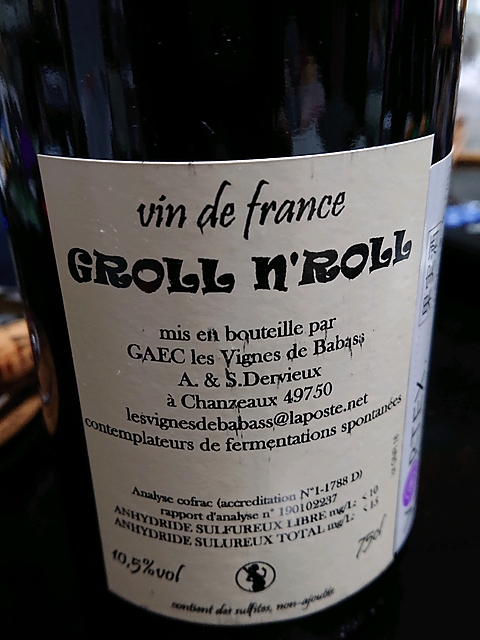 vin de france
GROLL N'ROLL
mis en bouteille par
GAEC les Vignes de Babass
A. & S.Dervieux
à Chanzeaux 49750
lesvignesdebabass@laposte.net
contemplateurs de fermentations spontanées
Analyse cofrac (accreditation N°1-1788 D)
rapport d'analyse n° 190102237
ANHYDRIDE SULFUREUX LIBRE mg/L: <10
ANHYDRIDE SULUREUX TOTAL mg/L: <15
10,5%vol
75cl
contient des sulfites, non-ajoutés